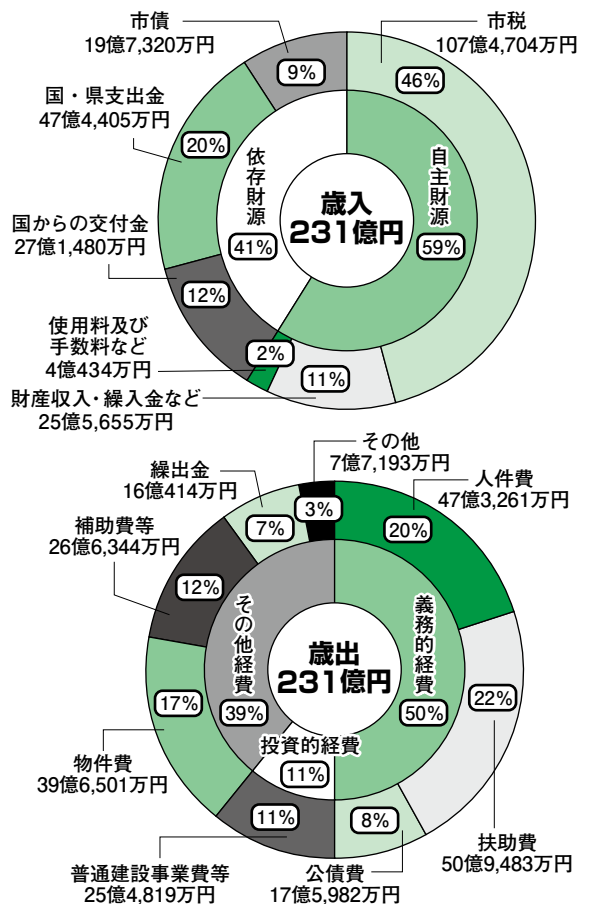 市債
19億7,320万円
市税
107億4,704万円
9%
46%
国・県支出金
47億4,405万円
20%
依存財源
41%
歳入
231億円
自主財源
59%
国からの交付金
27億1,480万円
12%
使用料及び
手数料など
4億434万円
2%
11%
財産収入・繰入金など
25億5,655万円
その他
7億7,193万円
繰出金
16億414万円
人件費
47億3,261万円
3%
7%
20%
補助費等
26億6,344万円
12%
その他経費
39%
歳出
231億円
義務的経費
50%
22%
17%
投資的経費
11%
物件費
39億6,501万円
11%
8%
扶助費
50億9,483万円
普通建設事業費等
25億4,819万円
公債費
17億5,982万円